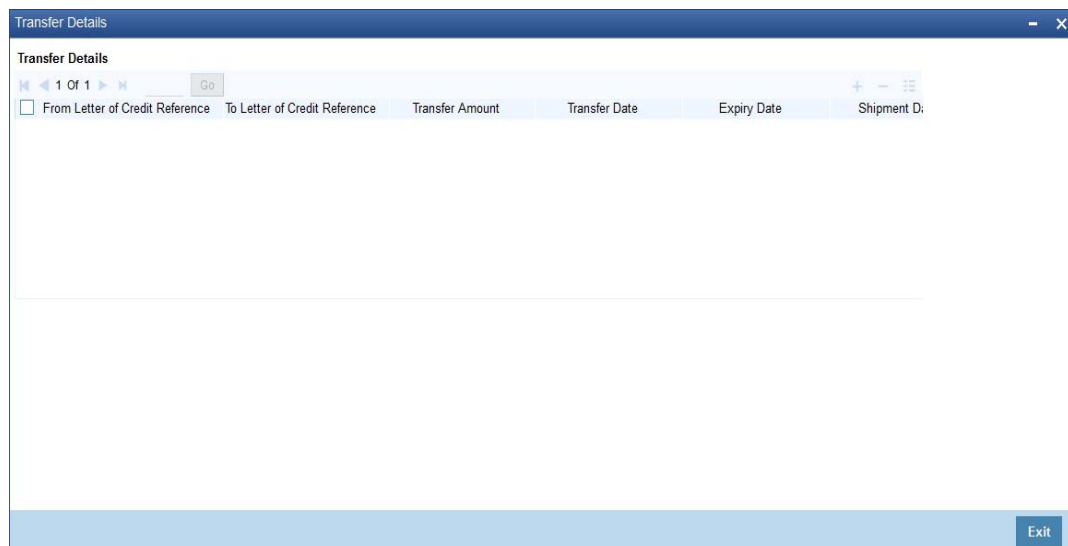 Transfer Details
Transfer Details
1 Of 1 Go
From Letter of Credit Reference To Letter of Credit Reference Transfer Amount Transfer Date Expiry Date Shipment
Exit